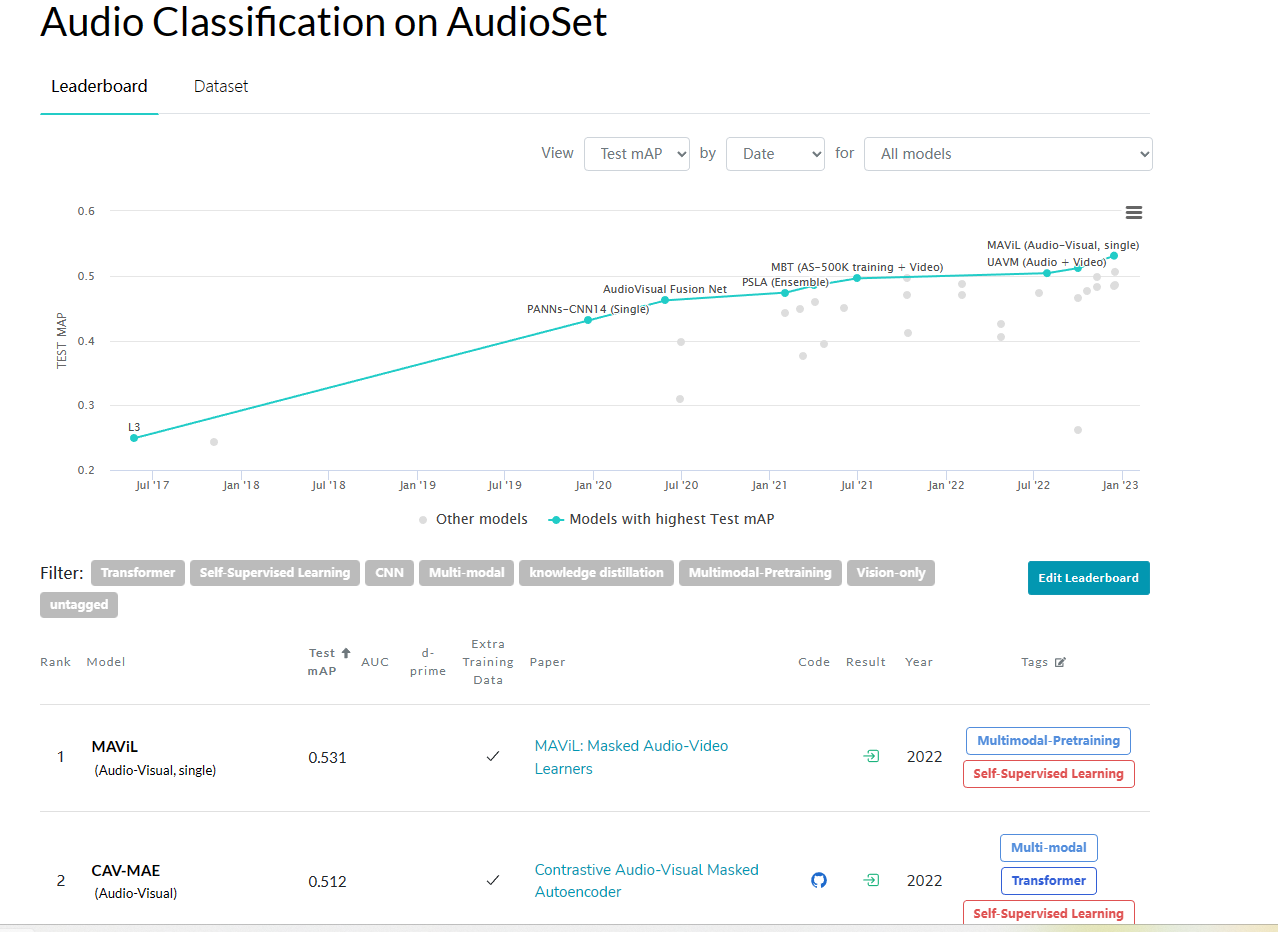 Audio Classification on AudioSet
Leaderboard Dataset
View Test mAP by Date for All models
0.6
0.5
0.4
0.3
0.2
TEST MAP
MAViL (Audio-Visual, single)
UAVM (Audio + Video)
MBT (AS-500K training + Video)
PSLA (Ensemble)
AudioVisual Fusion Net
PANNs-CNN14 (Single)
L3
Jul '17 Jan '18 Jul '18 Jan '19 Jul '19 Jan '20 Jul '20 Jan '21 Jul '21 Jan '22 Jul '22 Jan '23
Other models Models with highest Test mAP
Filter: Transformer Self-Supervised Learning CNN Multi-modal knowledge distillation Multimodal-Pretraining Vision-only
untagged
Edit Leaderboard
Rank Model Test mAP AUC d-prime Extra Training Data Paper Code Result Year Tags
1 MAViL (Audio-Visual, single) 0.531 ✓ MAViL: Masked Audio-Video Learners 2022 Multimodal-Pretraining Self-Supervised Learning
2 CAV-MAE (Audio-Visual) 0.512 ✓ Contrastive Audio-Visual Masked Autoencoder 2022 Multi-modal Transformer Self-Supervised Learning